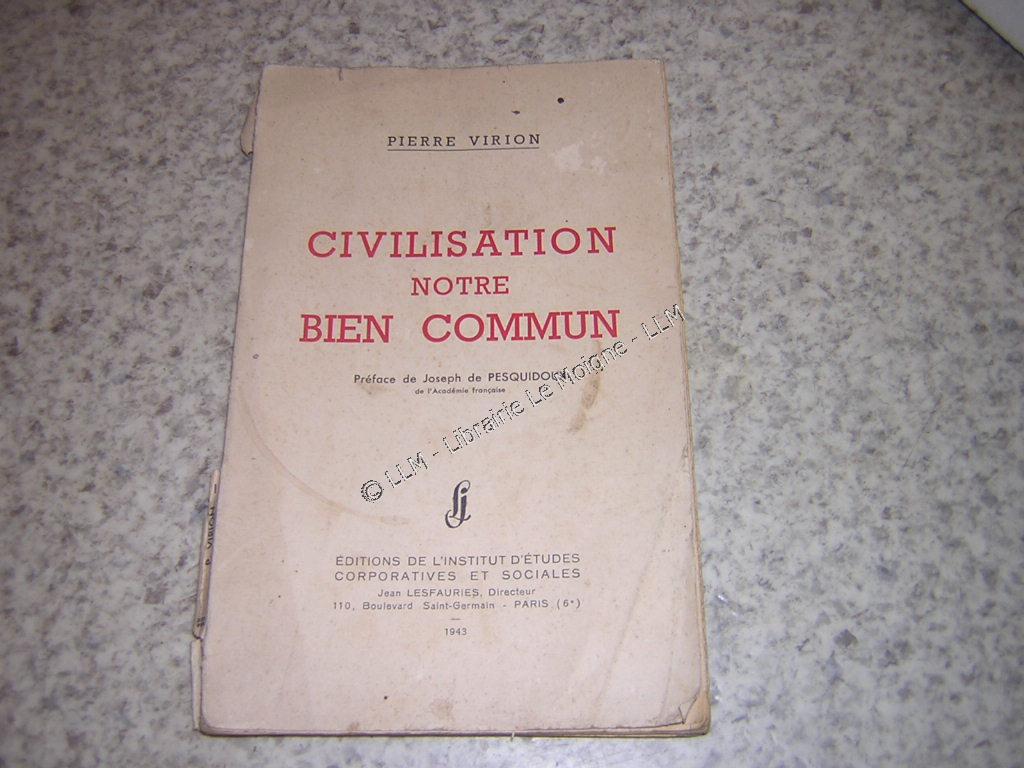 PIERRE VIRION
CIVILISATION
NOTRE
BIEN COMMUN
Préface de Joseph de PESQUIDOUX
de l'Académie française
© LLM - Librairie Le Moigne - LLM
ÉDITIONS DE L'INSTITUT D'ÉTUDES
CORPORATIVES ET SOCIALES
Jean LESFAURIES, Directeur
110, Boulevard Saint-Germain - PARIS (6e)
1943
P. VIRION -